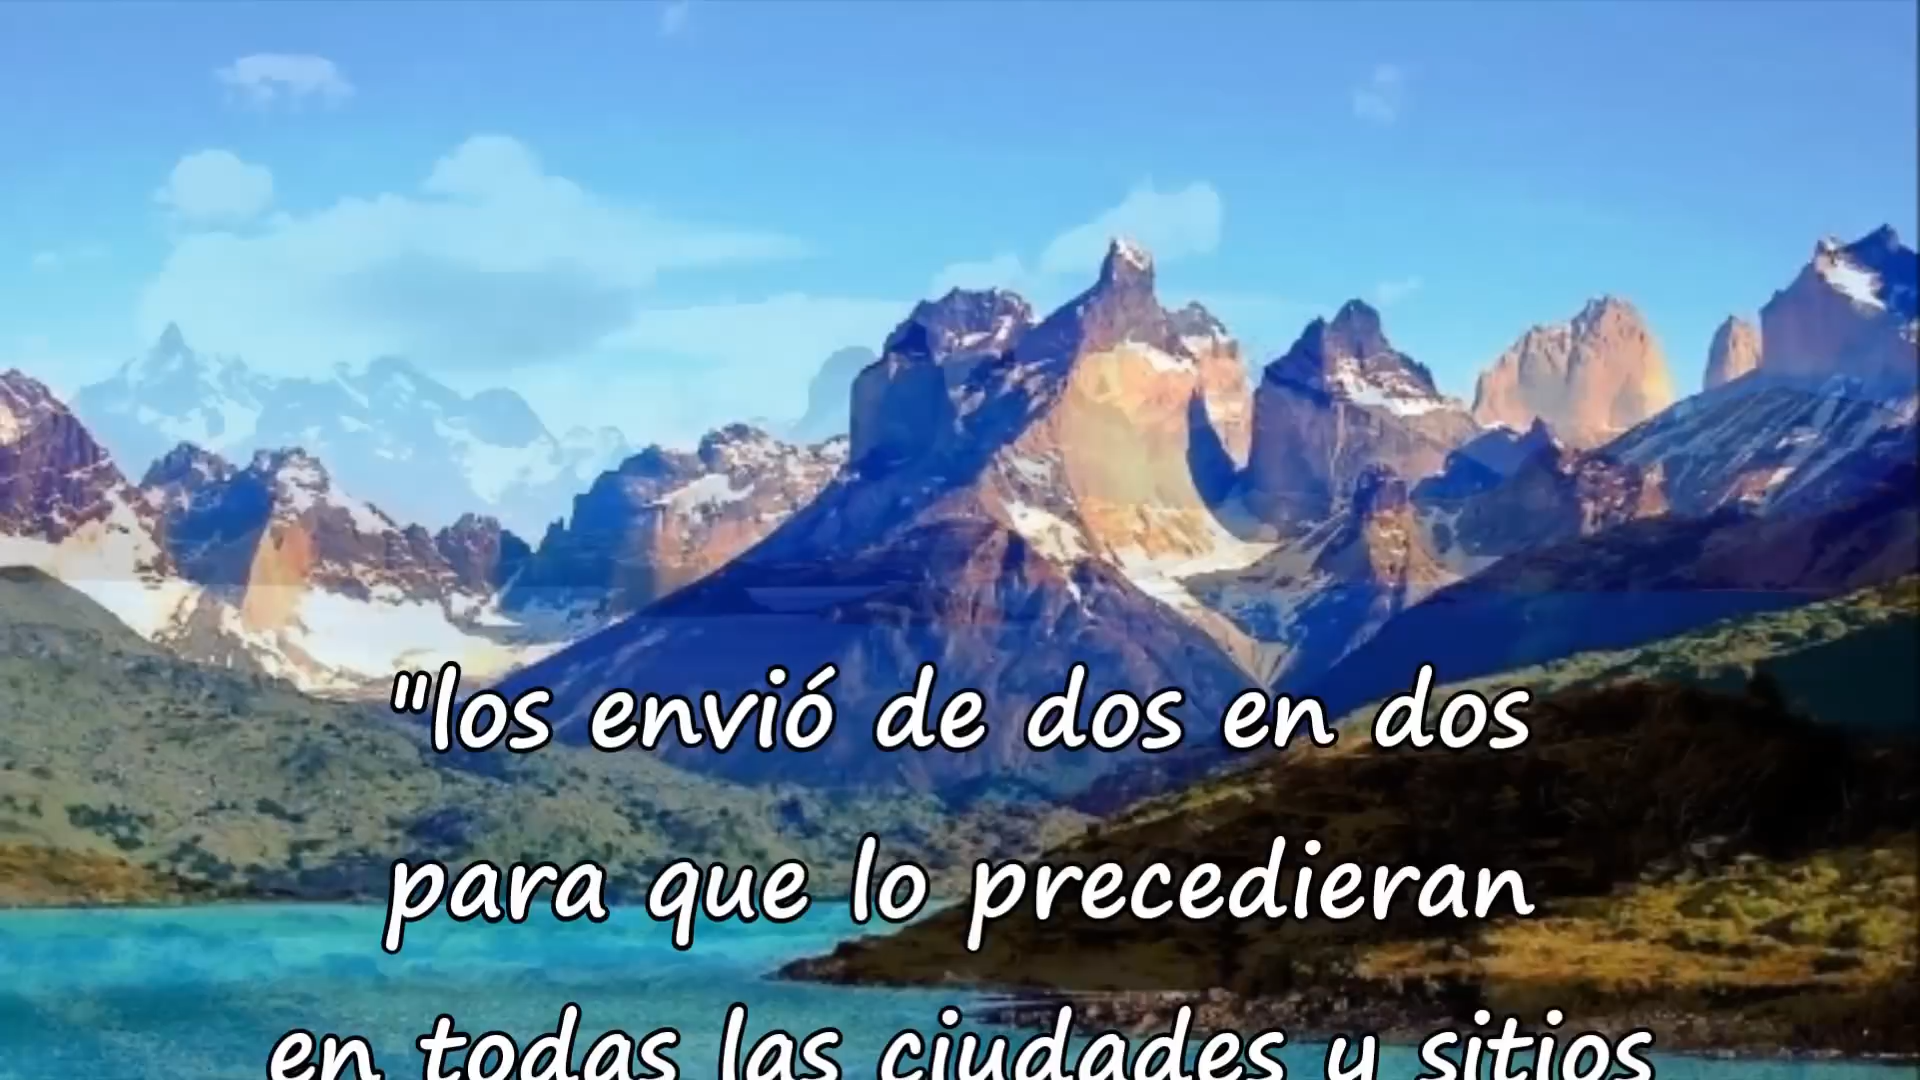 "los envió de dos en dos
para que lo precedieran
en todas las ciudades y sitios